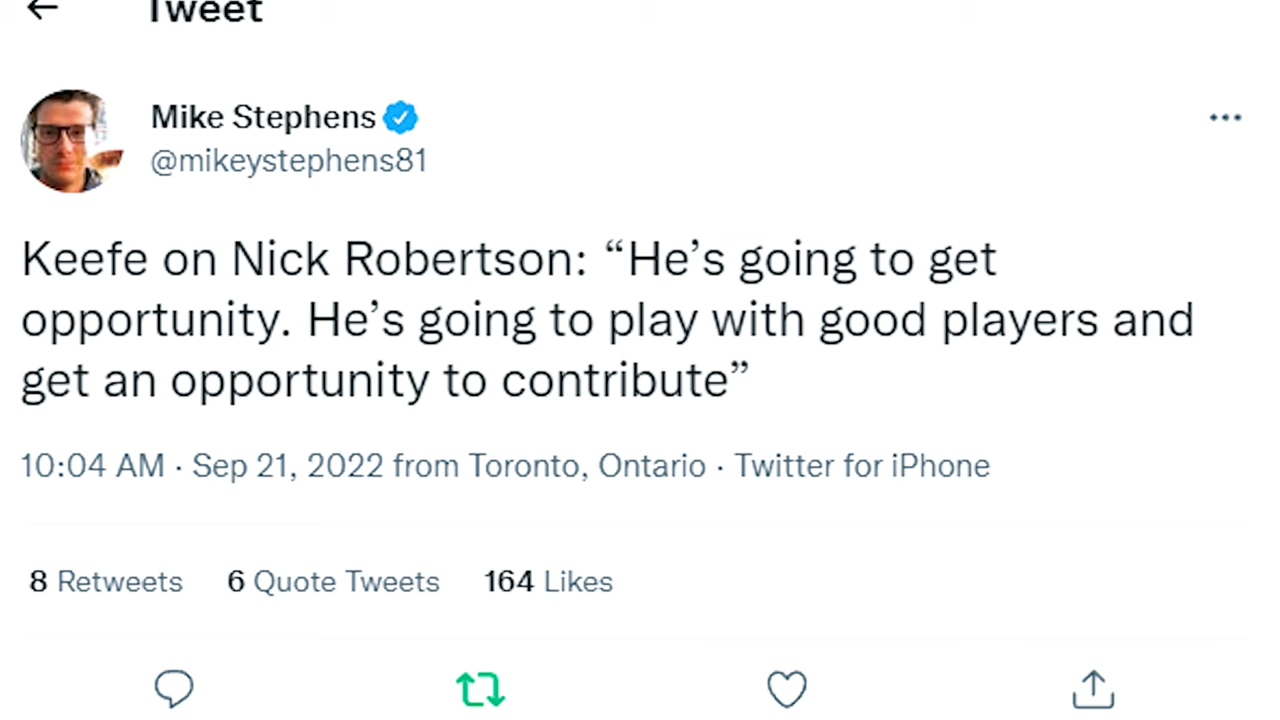 Tweet
Mike Stephens
@mikeystephens81
Keefe on Nick Robertson: “He’s going to get
opportunity. He’s going to play with good players and
get an opportunity to contribute”
10:04 AM · Sep 21, 2022 from Toronto, Ontario · Twitter for iPhone
8 Retweets 6 Quote Tweets 164 Likes